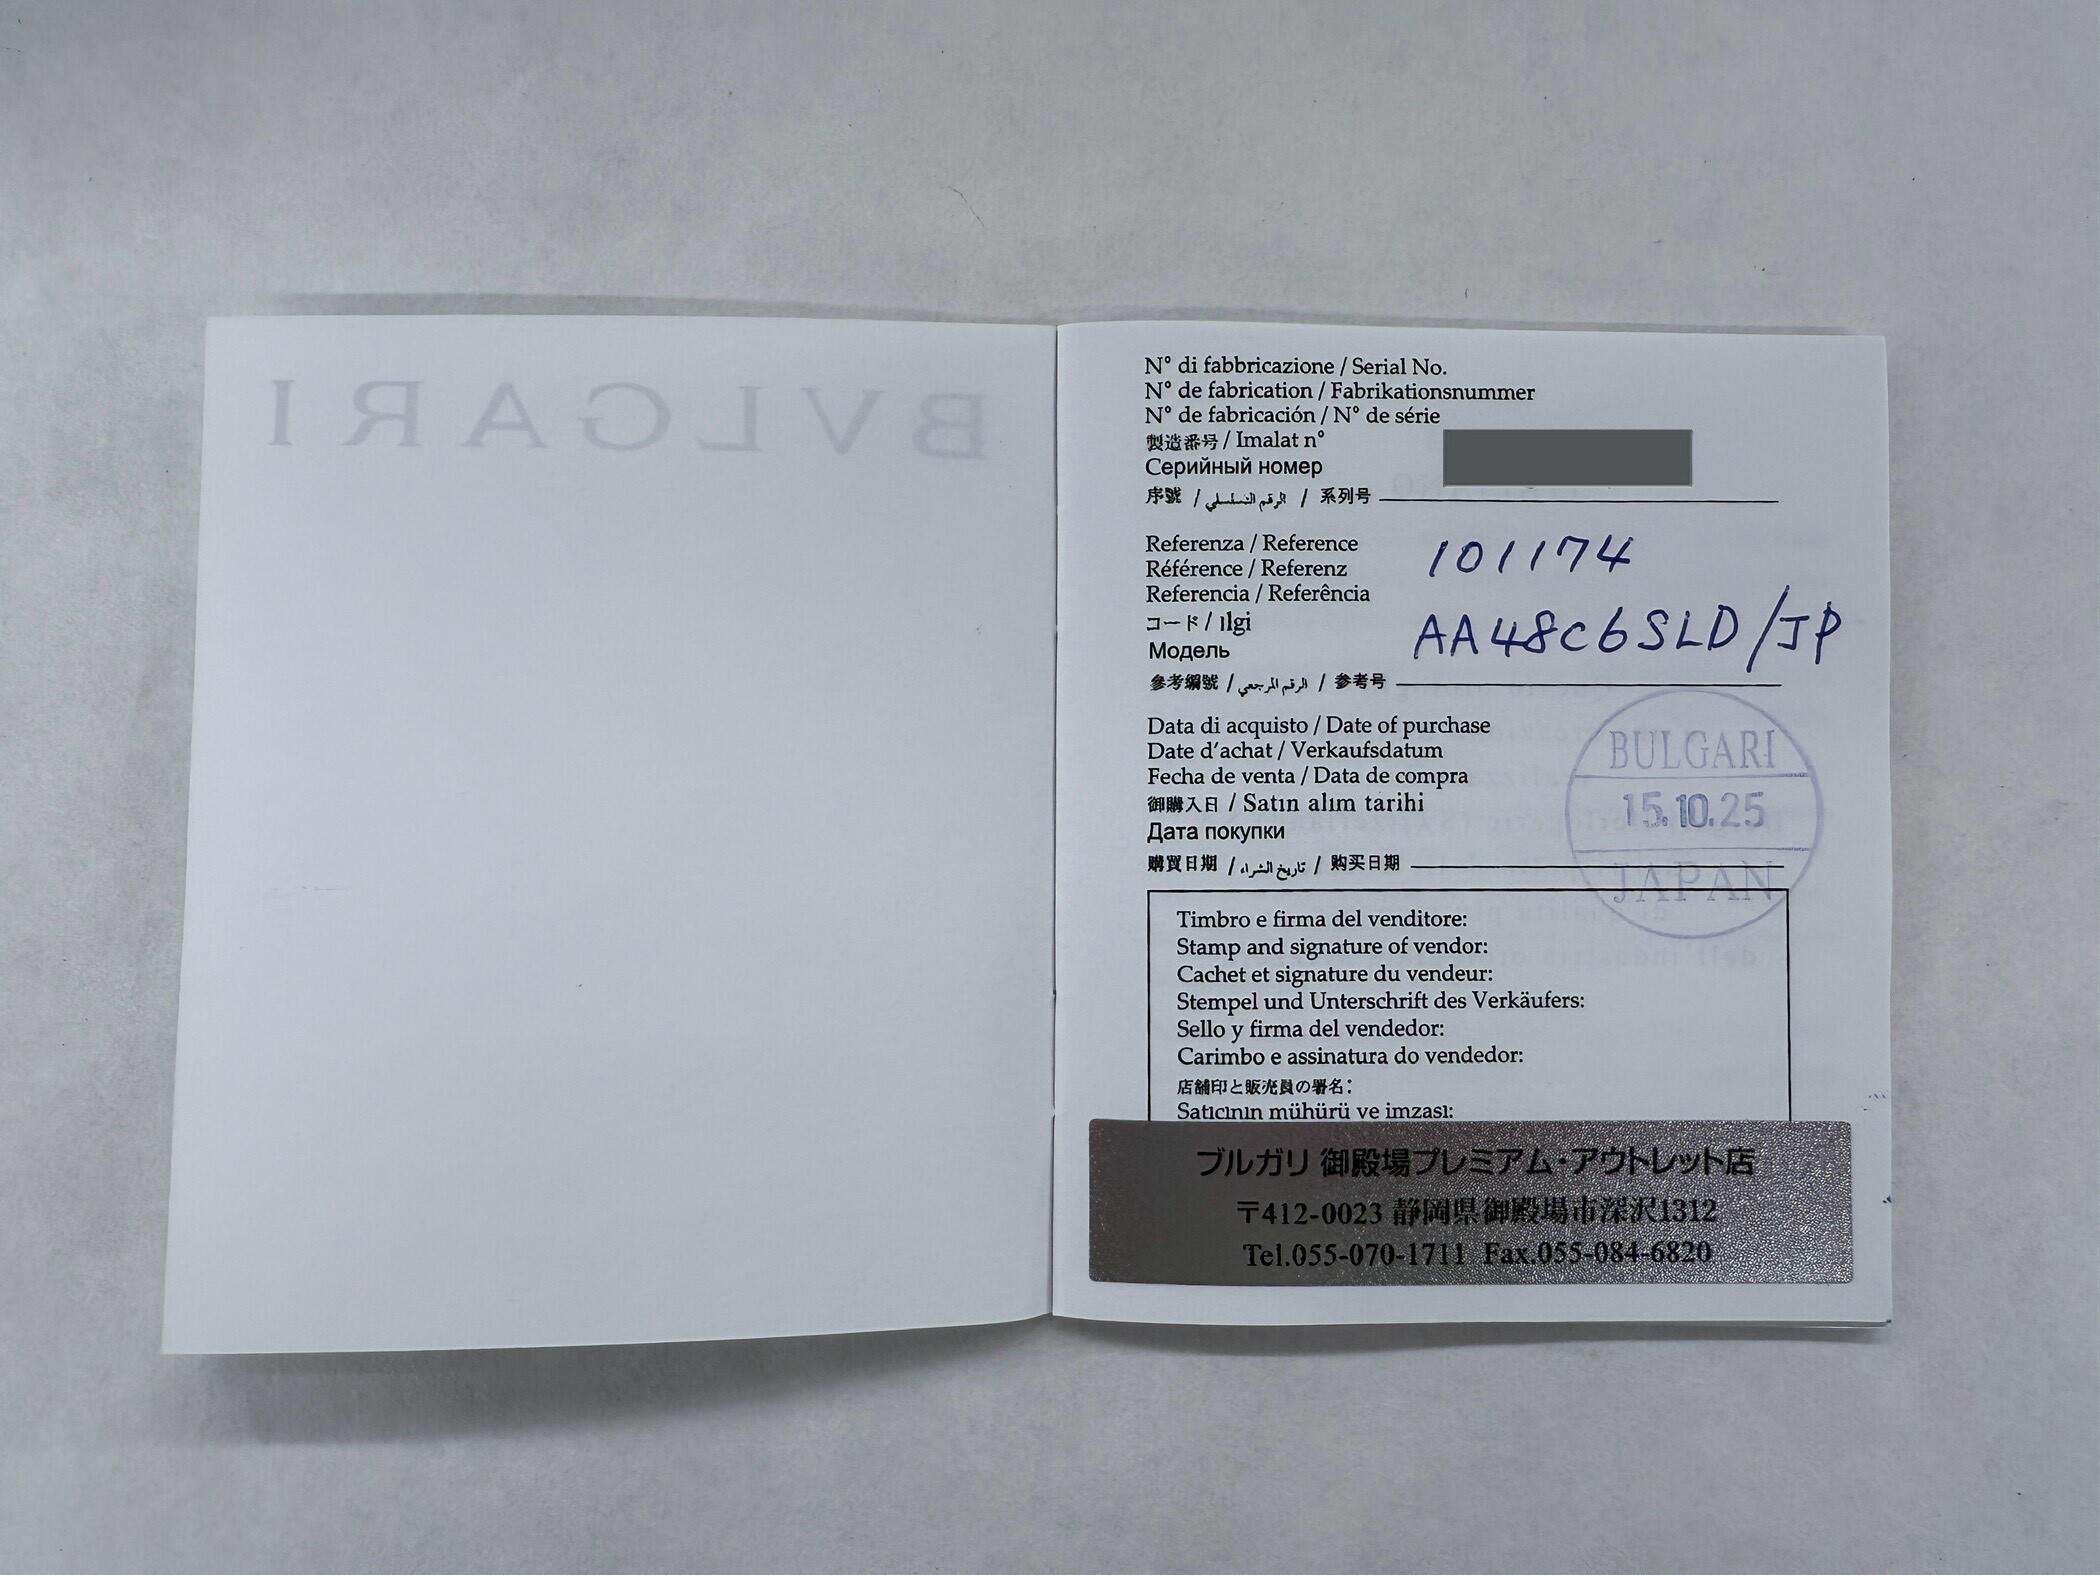 BVLGARI
N° di fabbricazione / Serial No.
N° de fabrication / Fabrikationsnummer
N° de fabricación / N° de série
製造番号 / Imalat n°
Серийный номер
序號 / الرقم التسلسلي / 系列号
Referenza / Reference
101174
Référence / Referenz
Referencia / Referência
コード / ılgi
AA48C6SLD/JP
Модель
參考編號 / الرقم المرجعي / 参考号
Data di acquisto / Date of purchase
Date d'achat / Verkaufsdatum
Fecha de venta / Data de compra
御購入日 / Satın alım tarihi
Дата покупки
購買日期 / تاريخ الشراء / 购买日期
BULGARI
15.10.25
JAPAN
Timbro e firma del venditore:
Stamp and signature of vendor:
Cachet et signature du vendeur:
Stempel und Unterschrift des Verkäufers:
Sello y firma del vendedor:
Carimbo e assinatura do vendedor:
店舗印と販売員の署名:
Satıcının mühürü ve imzası:
ブルガリ 御殿場プレミアム・アウトレット店
〒412-0023 静岡県御殿場市深沢1312
Tel.055-070-1711 Fax.055-084-6820